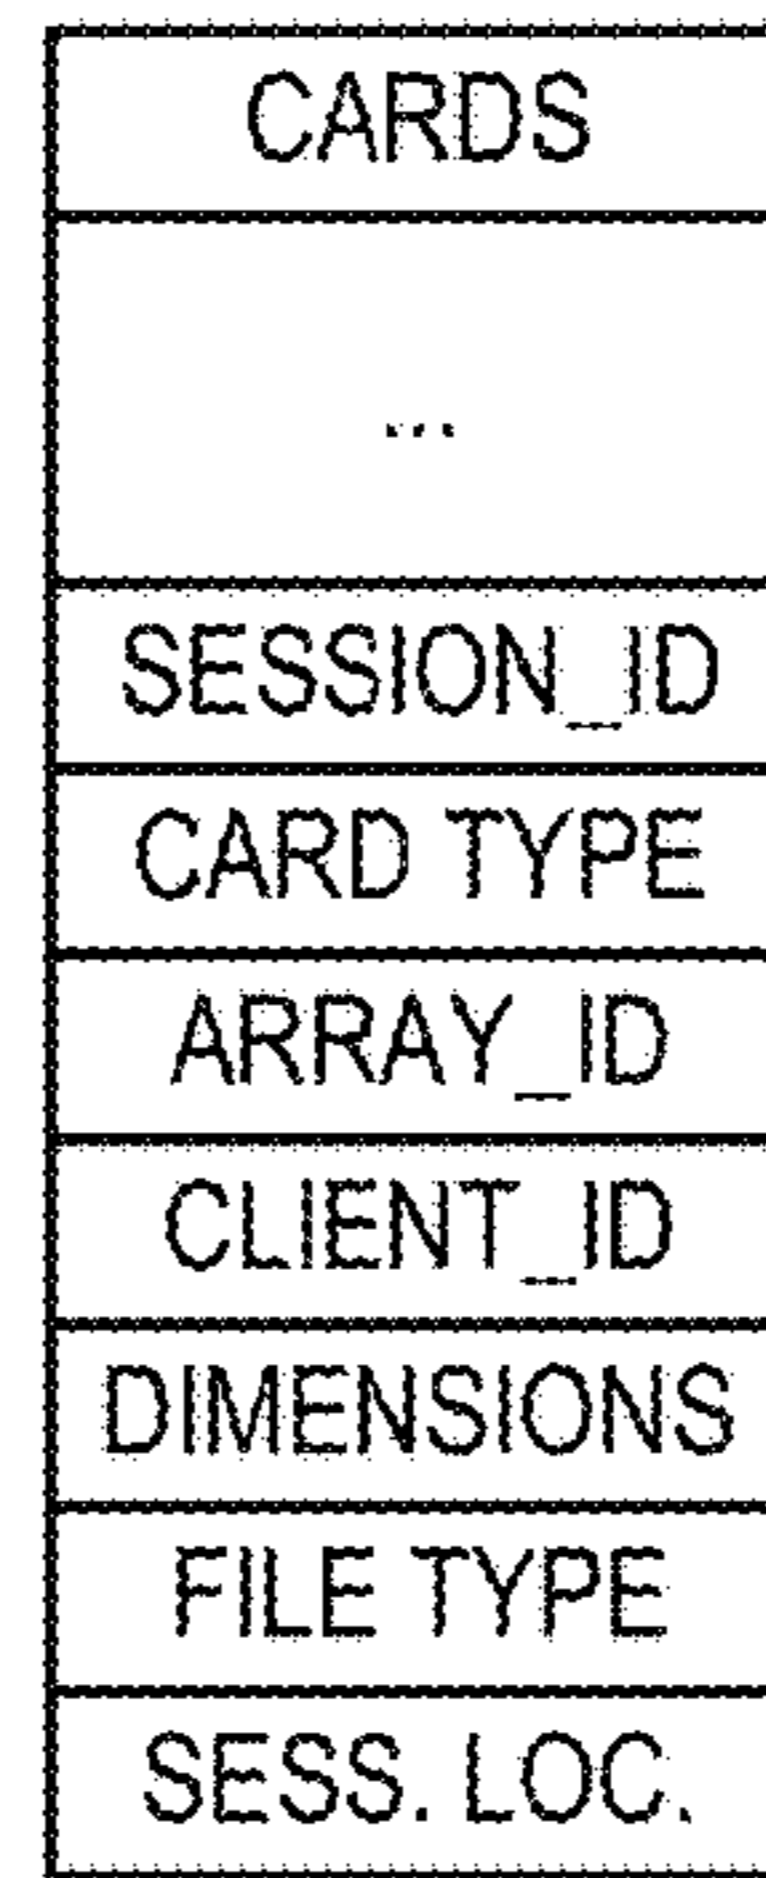 CARDS
...
SESSION_ID
CARD TYPE
ARRAY_ID
CLIENT_ID
DIMENSIONS
FILE TYPE
SESS. LOC.